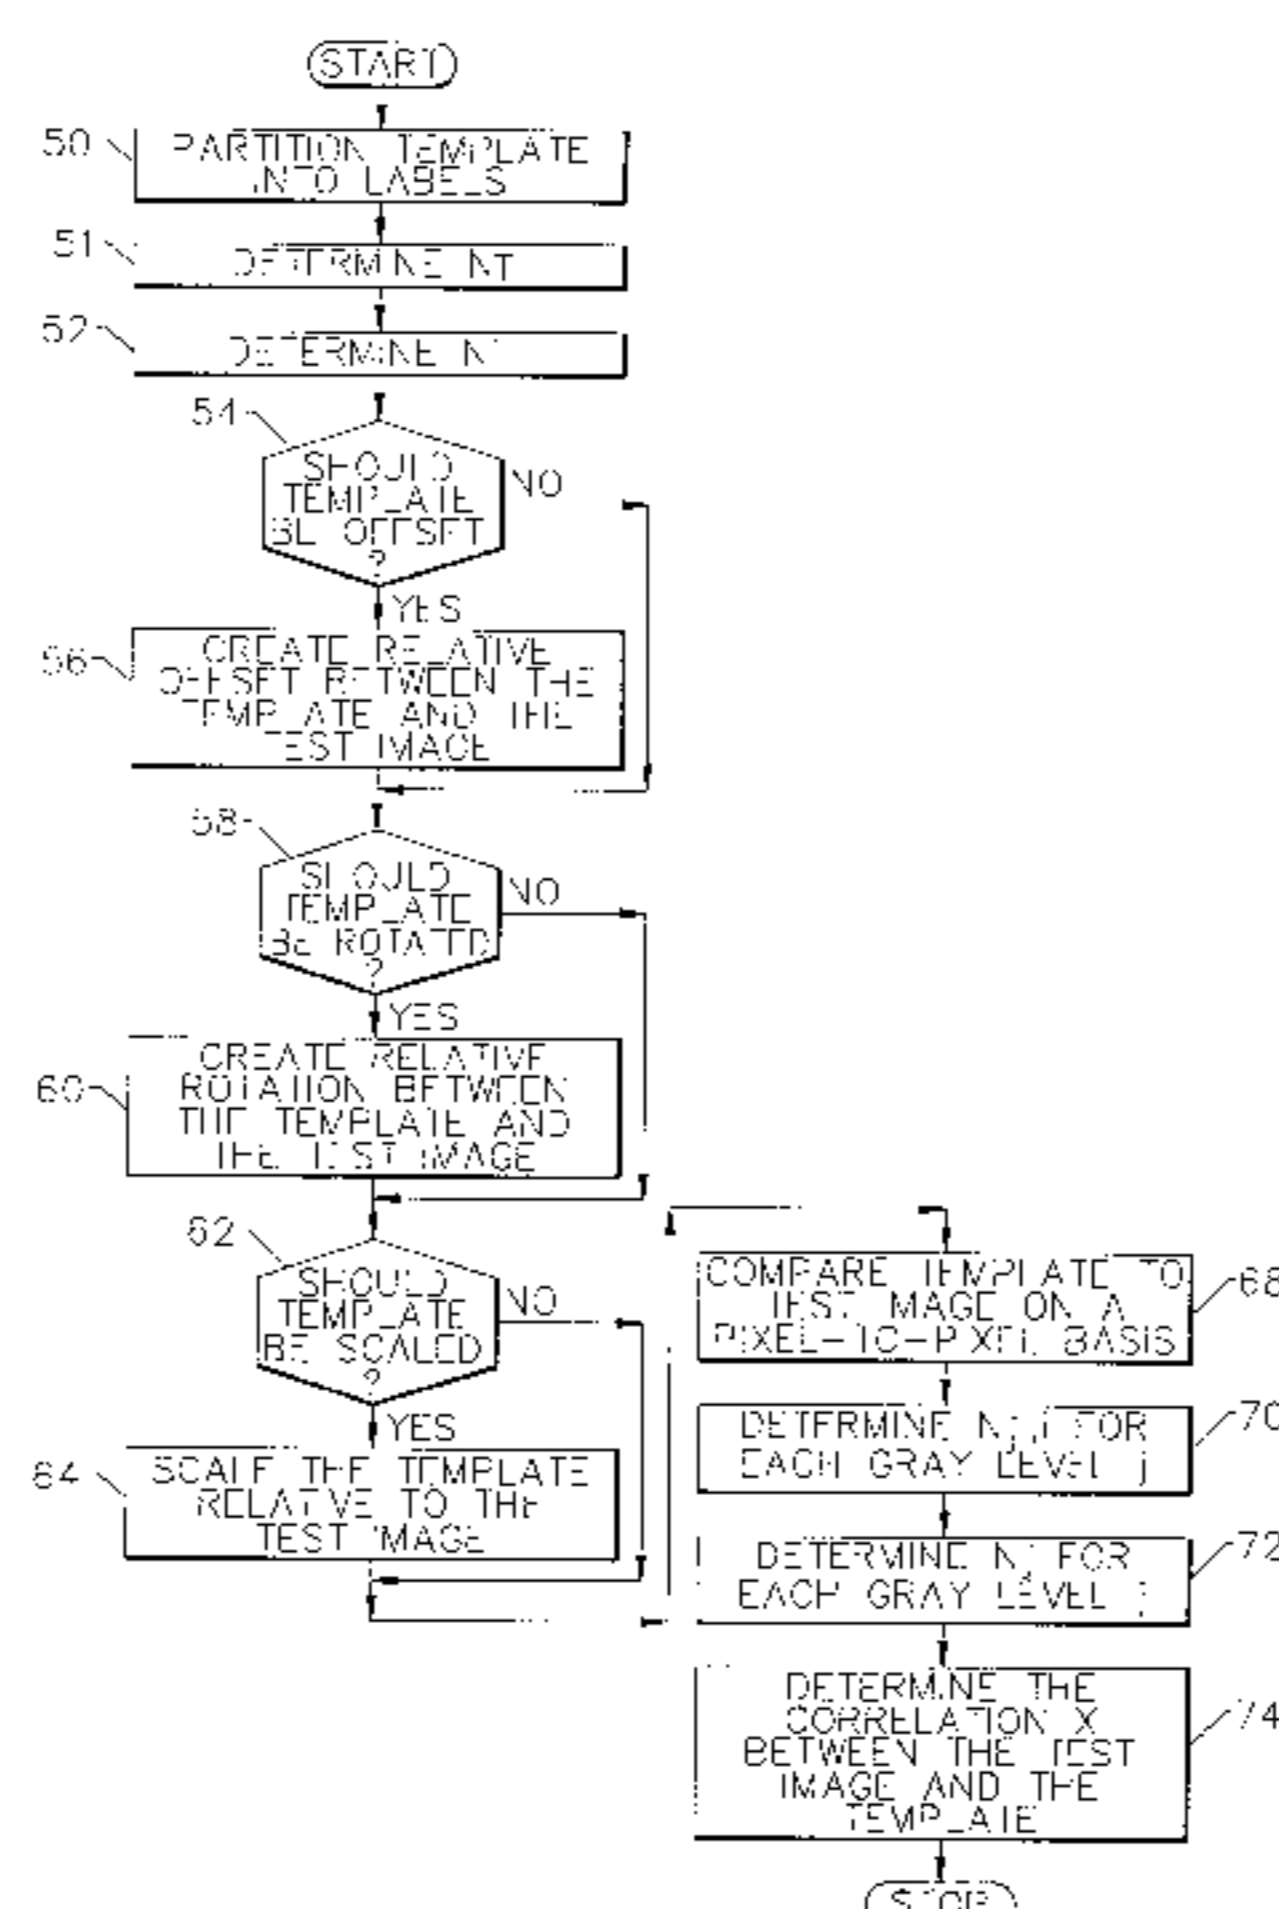 START
50
PARTITION TEMPLATE
INTO LABELS
51
DETERMINE NT
52
DETERMINE
54
SHOULD
TEMPLATE
BE OFFSET
?
NO
YES
56
CREATE RELATIVE
OFFSET BETWEEN THE
TEMPLATE AND THE
TEST IMAGE
58
SHOULD
TEMPLATE
BE ROTATED
?
NO
YES
60
CREATE RELATIVE
ROTATION BETWEEN
THE TEMPLATE AND
THE TEST IMAGE
62
SHOULD
TEMPLATE
BE SCALED
?
NO
YES
64
SCALE THE TEMPLATE
RELATIVE TO THE
TEST IMAGE
COMPARE TEMPLATE TO
TEST IMAGE ON A
PIXEL-TO-PIXEL BASIS
68
DETERMINE FOR
EACH GRAY LEVEL j
70
DETERMINE Nj FOR
EACH GRAY LEVEL j
72
DETERMINE THE
CORRELATION X
BETWEEN THE TEST
IMAGE AND THE
TEMPLATE
74
STOP